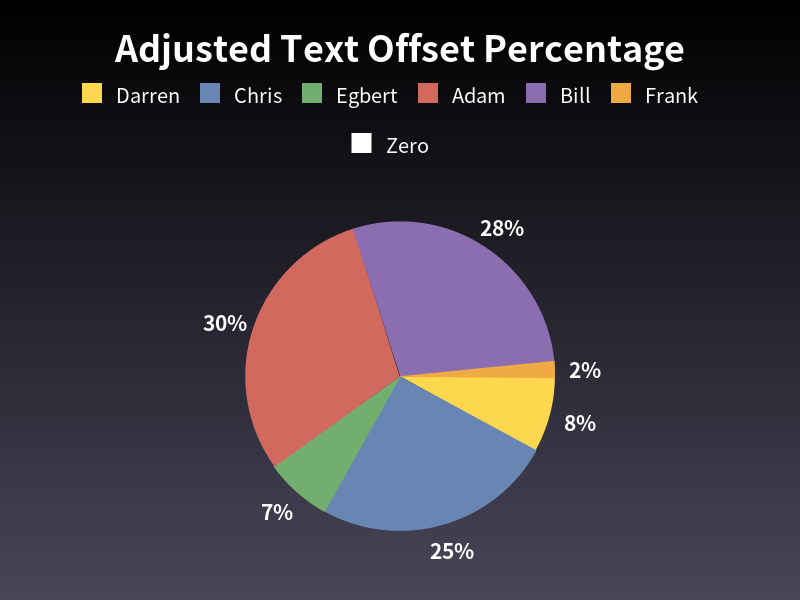 Adjusted Text Offset Percentage
Darren Chris Egbert Adam Bill Frank
Zero
28%
30%
2%
8%
7%
25%